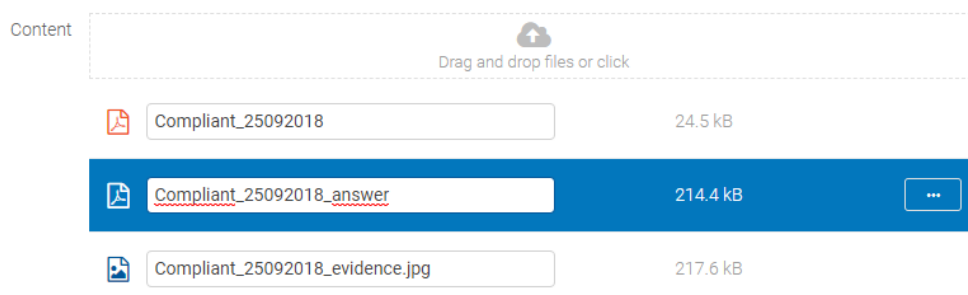 Content
Drag and drop files or click
Compliant_25092018 24.5 kB
Compliant_25092018_answer 214.4 kB ...
Compliant_25092018_evidence.jpg 217.6 kB